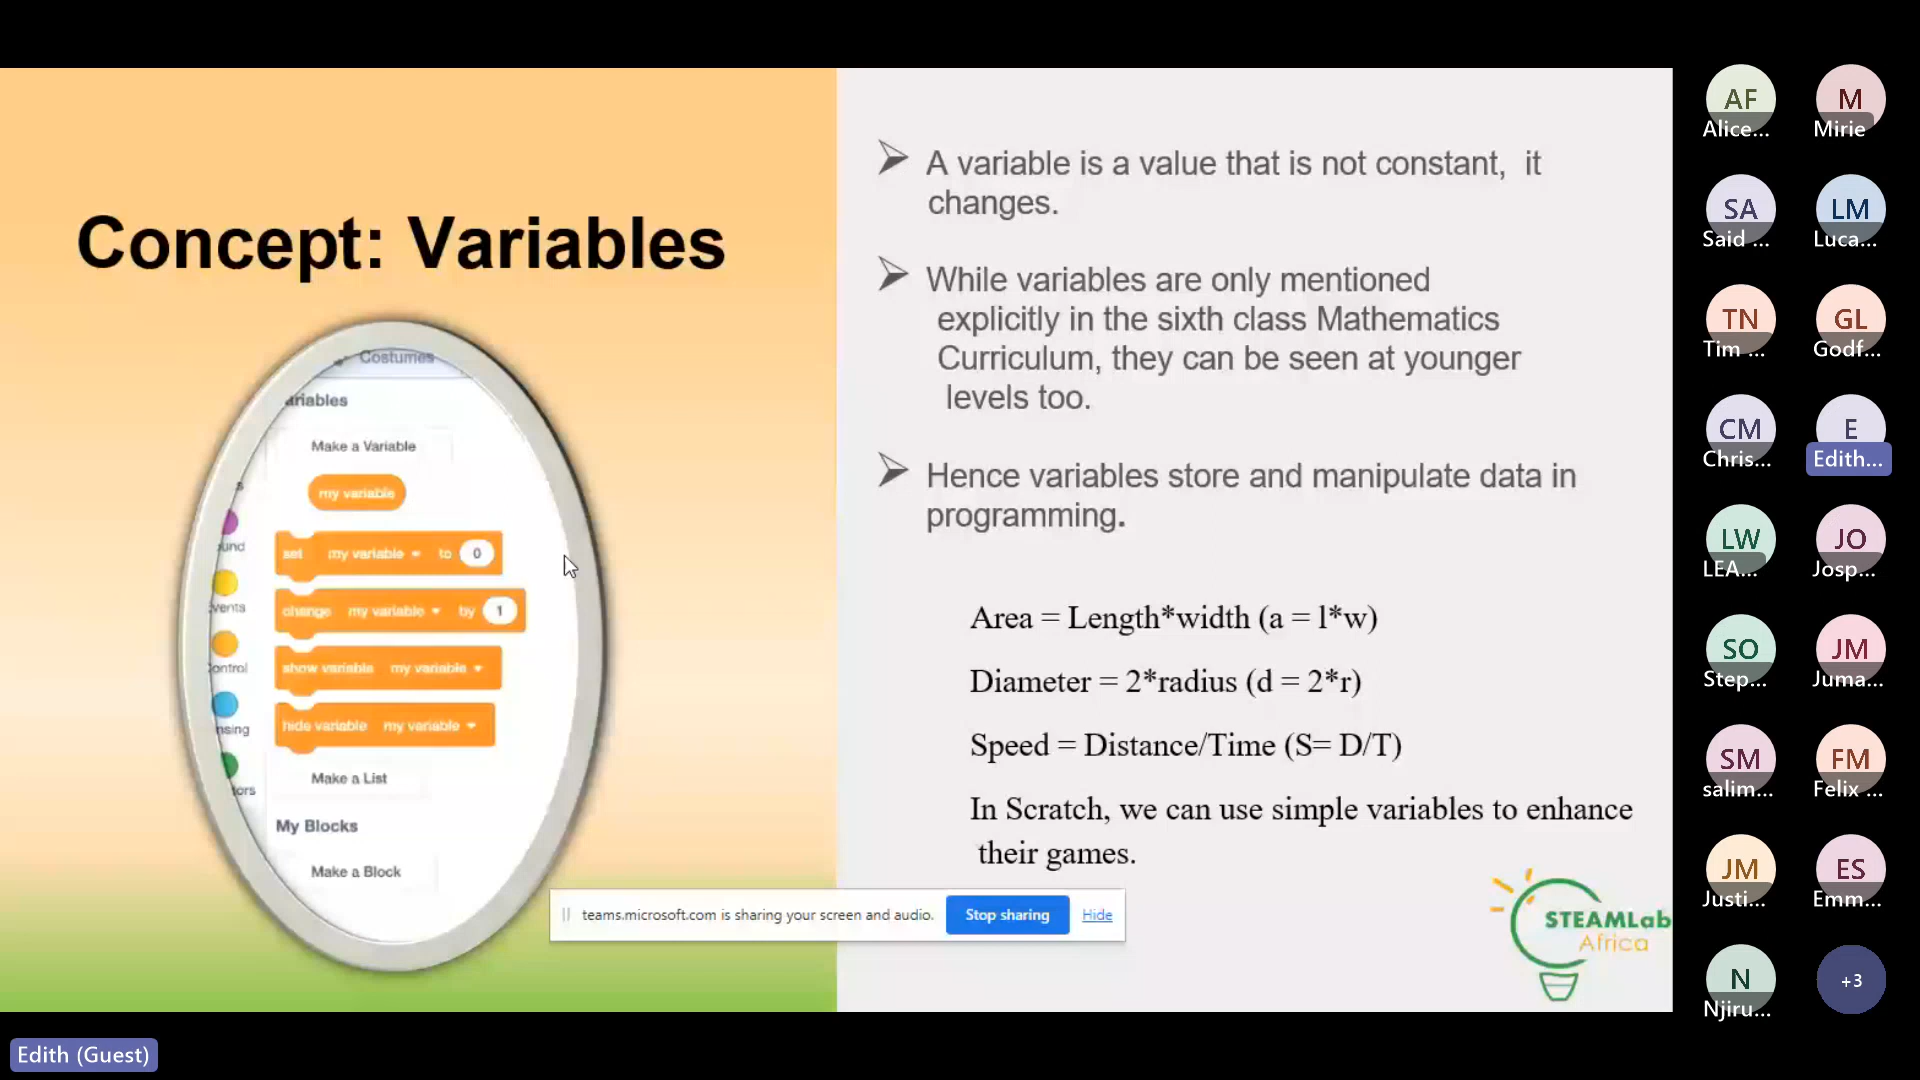 Concept: Variables
Costumes
ariables
Make a Variable
my variable
set my variable to 0
und
change my variable by 1
vents
show variable my variable
ontrol
hide variable my variable
nsing
Make a List
ors
My Blocks
Make a Block
A variable is a value that is not constant, it
changes.
While variables are only mentioned
explicitly in the sixth class Mathematics
Curriculum, they can be seen at younger
levels too.
Hence variables store and manipulate data in
programming.
Area = Length*width (a = l*w)
Diameter = 2*radius (d = 2*r)
Speed = Distance/Time (S= D/T)
In Scratch, we can use simple variables to enhance
their games.
teams.microsoft.com is sharing your screen and audio. Stop sharing Hide
STEAMLab
Africa
AF M
Alice... Mirie
SA LM
Said ... Luca...
TN GL
Tim ... Godf...
CM E
Chris... Edith...
LW JO
LEA... Josp...
SO JM
Step... Juma...
SM FM
salim... Felix ...
JM ES
Justi... Emm...
N +3
Njiru...
Edith (Guest)